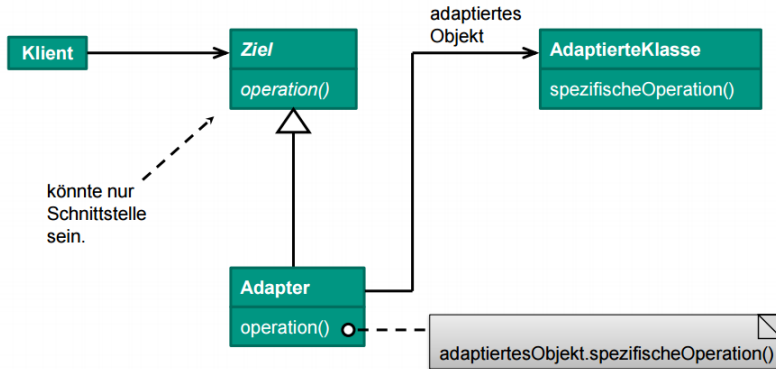 Klient
Ziel
operation()
adaptiertes
Objekt
AdaptierteKlasse
spezifischeOperation()
könnte nur
Schnittstelle
sein.
Adapter
operation()
adaptiertesObjekt.spezifischeOperation()